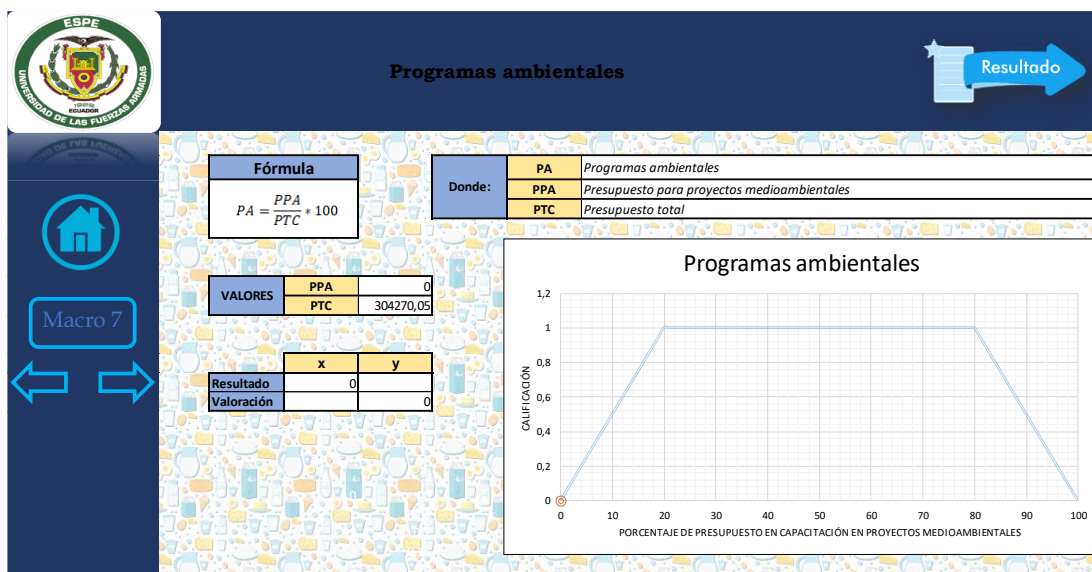 ESPE
UNIVERSIDAD DE LAS FUERZAS ARMADAS
1922
ECUADOR
Programas ambientales
Resultado
Macro 7
Fórmula
PA = PPA / PTC * 100
Donde:
PA Programas ambientales
PPA Presupuesto para proyectos medioambientales
PTC Presupuesto total
VALORES
PPA 0
PTC 304270,05
x y
Resultado 0
Valoración 0
Programas ambientales
CALIFICACIÓN
1,2
1
0,8
0,6
0,4
0,2
0
0 10 20 30 40 50 60 70 80 90 100
PORCENTAJE DE PRESUPUESTO EN CAPACITACIÓN EN PROYECTOS MEDIOAMBIENTALES